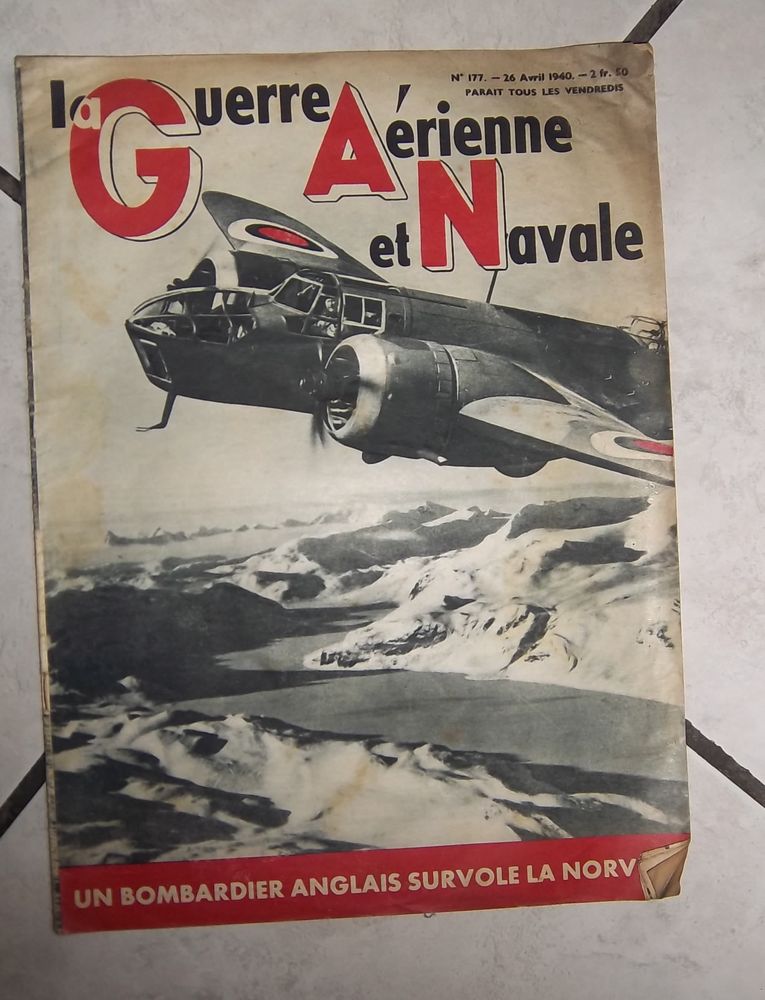 N° 177. — 26 Avril 1940. — 2 fr. 50
PARAIT TOUS LES VENDREDIS
la Guerre
Aérienne
et Navale
UN BOMBARDIER ANGLAIS SURVOLE LA NORV